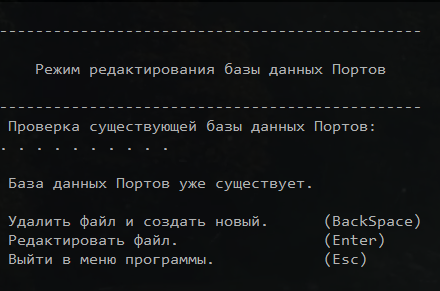 -----------------------------------------------
Режим редактирования базы данных Портов
-----------------------------------------------
Проверка существующей базы данных Портов:
. . . . . . . . . .
База данных Портов уже существует.
Удалить файл и создать новый. (BackSpace)
Редактировать файл. (Enter)
Выйти в меню программы. (Esc)